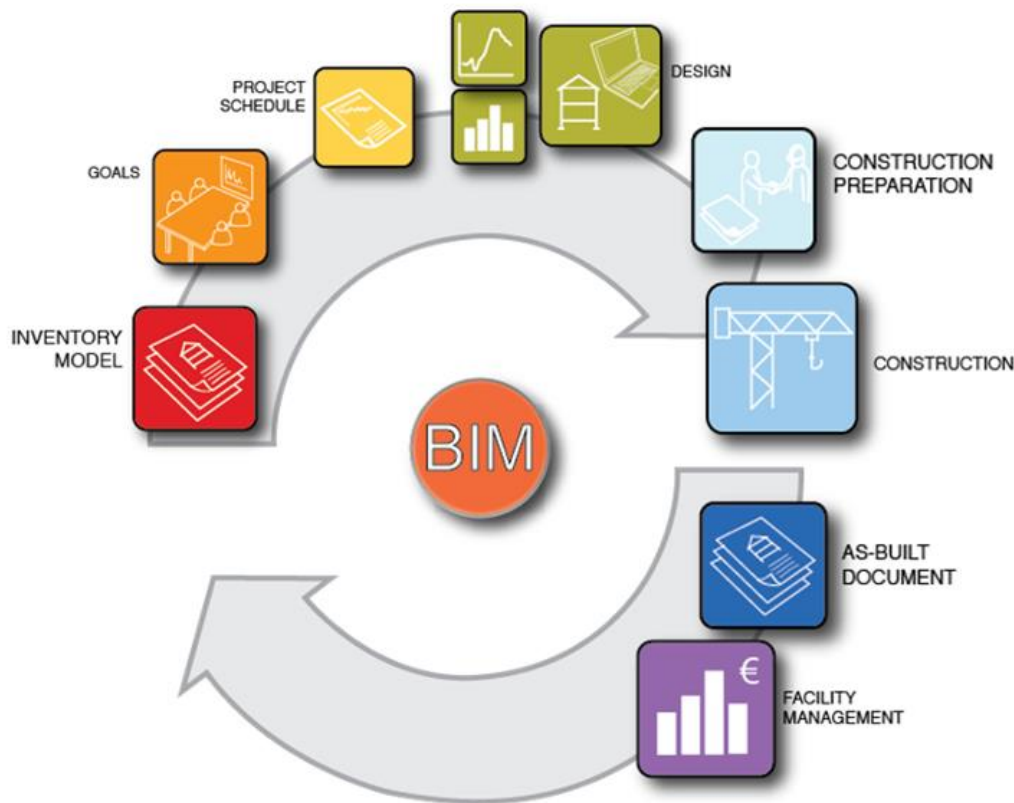 PROJECT
SCHEDULE
DESIGN
GOALS
CONSTRUCTION
PREPARATION
INVENTORY
MODEL
CONSTRUCTION
BIM
AS-BUILT
DOCUMENT
€
FACILITY
MANAGEMENT